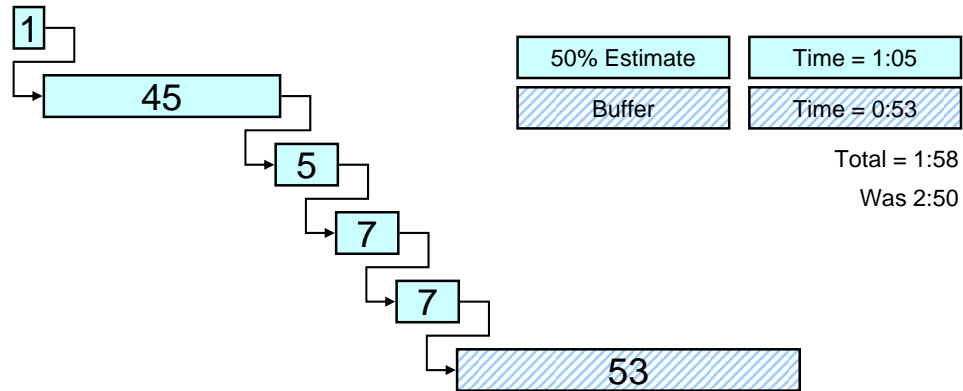 1
50% Estimate
Time = 1:05
45
Buffer
Time = 0:53
Total = 1:58
5
Was 2:50
7
7
53